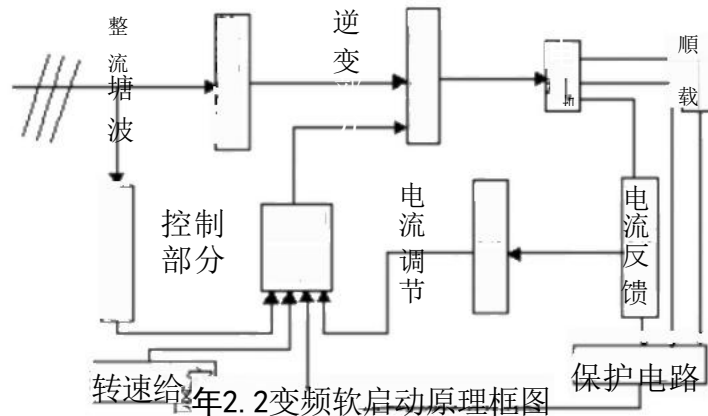 整流
塘波
逆变
順载
控制
部分
电流调节
电流反馈
转速给
保护电路
年2.2变频软启动原理框图